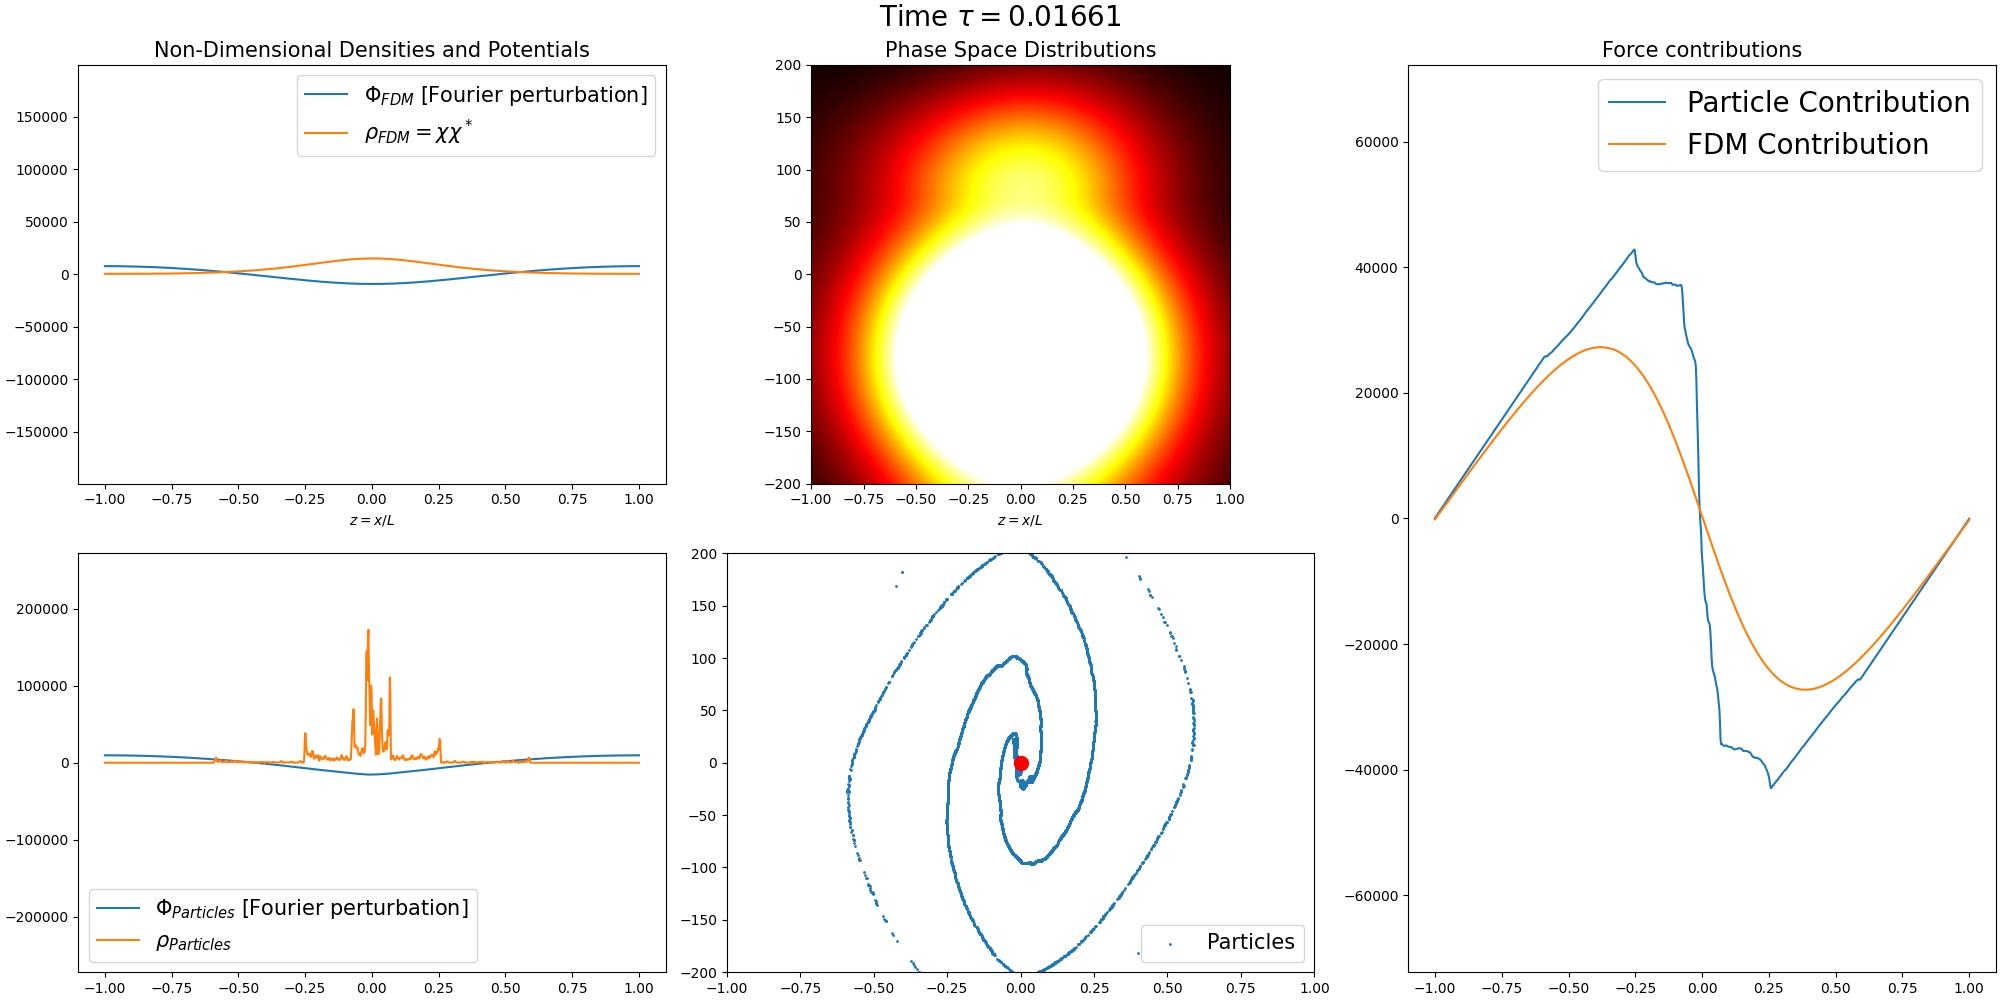 Time τ = 0.01661
Non-Dimensional Densities and Potentials
Φ_FDM [Fourier perturbation]
ρ_FDM = χχ*
150000
100000
50000
0
−50000
−100000
−150000
−1.00 −0.75 −0.50 −0.25 0.00 0.25 0.50 0.75 1.00
z = x/L
Phase Space Distributions
200
150
100
50
0
−50
−100
−150
−200
−1.00 −0.75 −0.50 −0.25 0.00 0.25 0.50 0.75 1.00
z = x/L
Force contributions
Particle Contribution
FDM Contribution
60000
40000
20000
0
−20000
−40000
−60000
−1.00 −0.75 −0.50 −0.25 0.00 0.25 0.50 0.75 1.00
200000
100000
0
−100000
−200000
Φ_Particles [Fourier perturbation]
ρ_Particles
−1.00 −0.75 −0.50 −0.25 0.00 0.25 0.50 0.75 1.00
200
150
100
50
0
−50
−100
−150
−200
Particles
−1.00 −0.75 −0.50 −0.25 0.00 0.25 0.50 0.75 1.00